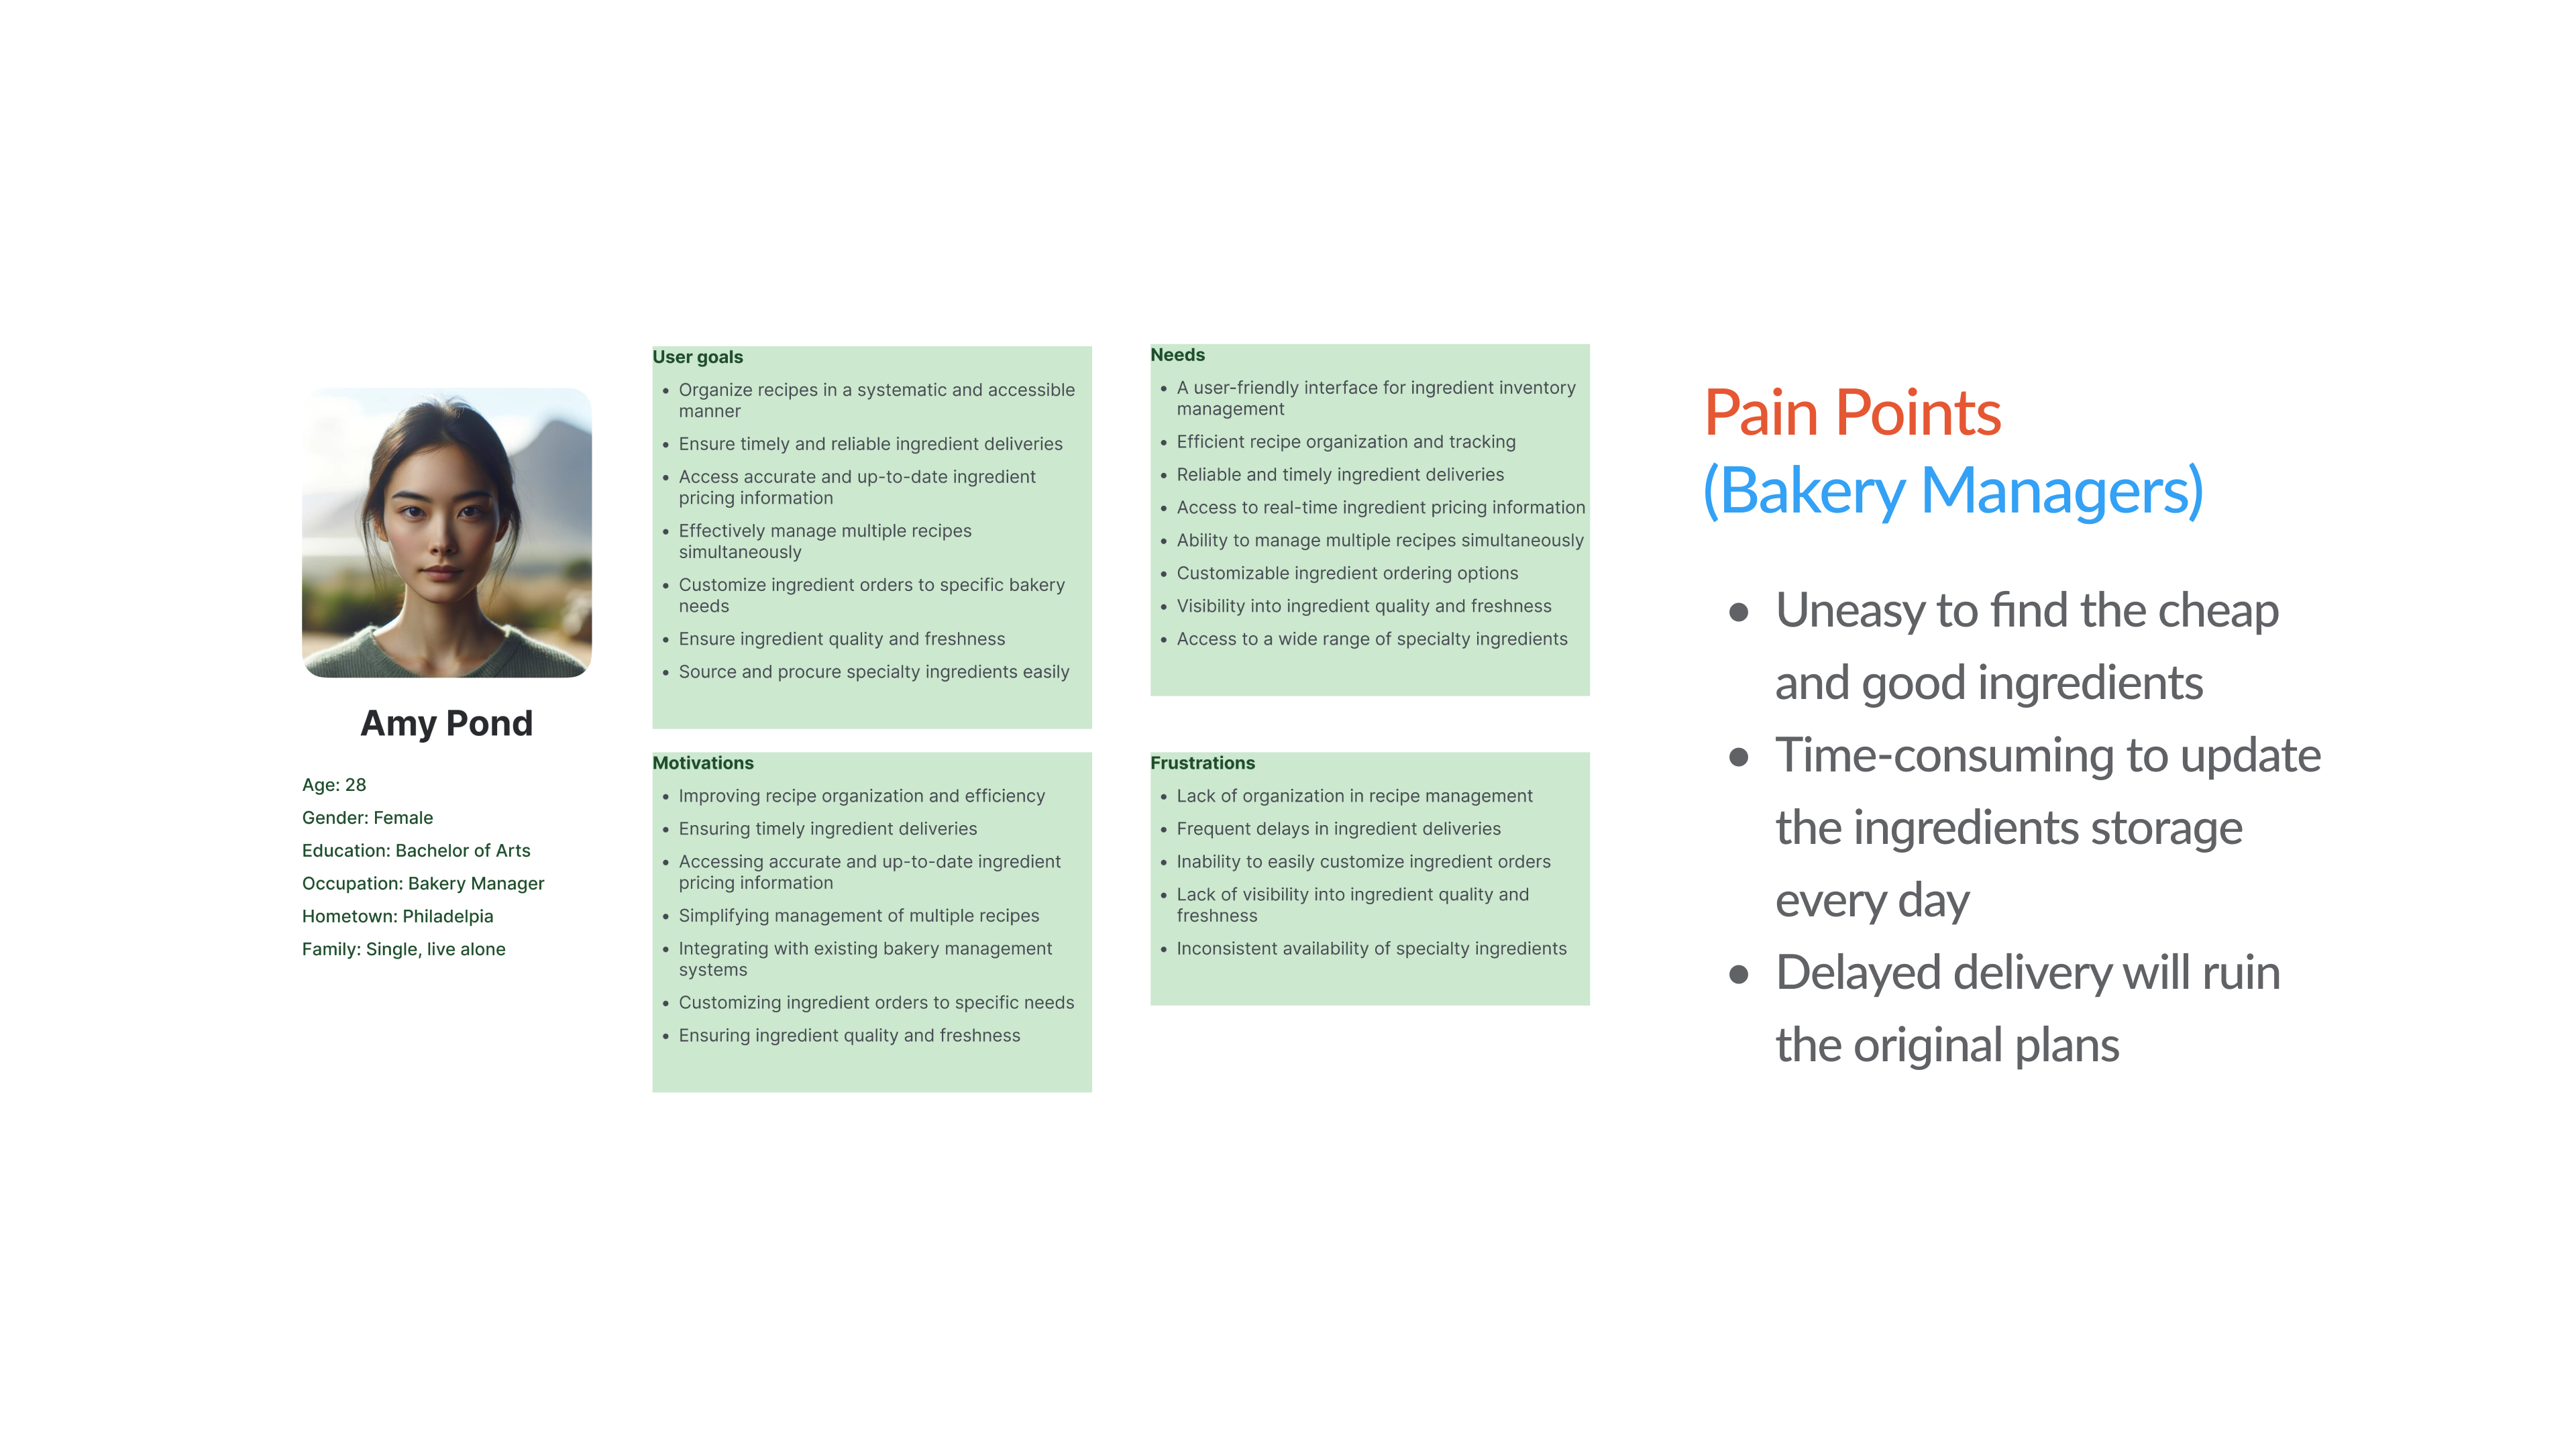 Amy Pond
Age: 28
Gender: Female
Education: Bachelor of Arts
Occupation: Bakery Manager
Hometown: Philadelpia
Family: Single, live alone
User goals
• Organize recipes in a systematic and accessible
manner
• Ensure timely and reliable ingredient deliveries
• Access accurate and up-to-date ingredient
pricing information
• Effectively manage multiple recipes
simultaneously
• Customize ingredient orders to specific bakery
needs
• Ensure ingredient quality and freshness
• Source and procure specialty ingredients easily
Needs
• A user-friendly interface for ingredient inventory
management
• Efficient recipe organization and tracking
• Reliable and timely ingredient deliveries
• Access to real-time ingredient pricing information
• Ability to manage multiple recipes simultaneously
• Customizable ingredient ordering options
• Visibility into ingredient quality and freshness
• Access to a wide range of specialty ingredients
Motivations
• Improving recipe organization and efficiency
• Ensuring timely ingredient deliveries
• Accessing accurate and up-to-date ingredient
pricing information
• Simplifying management of multiple recipes
• Integrating with existing bakery management
systems
• Customizing ingredient orders to specific needs
• Ensuring ingredient quality and freshness
Frustrations
• Lack of organization in recipe management
• Frequent delays in ingredient deliveries
• Inability to easily customize ingredient orders
• Lack of visibility into ingredient quality and
freshness
• Inconsistent availability of specialty ingredients
Pain Points
(Bakery Managers)
• Uneasy to find the cheap
and good ingredients
• Time-consuming to update
the ingredients storage
every day
• Delayed delivery will ruin
the original plans